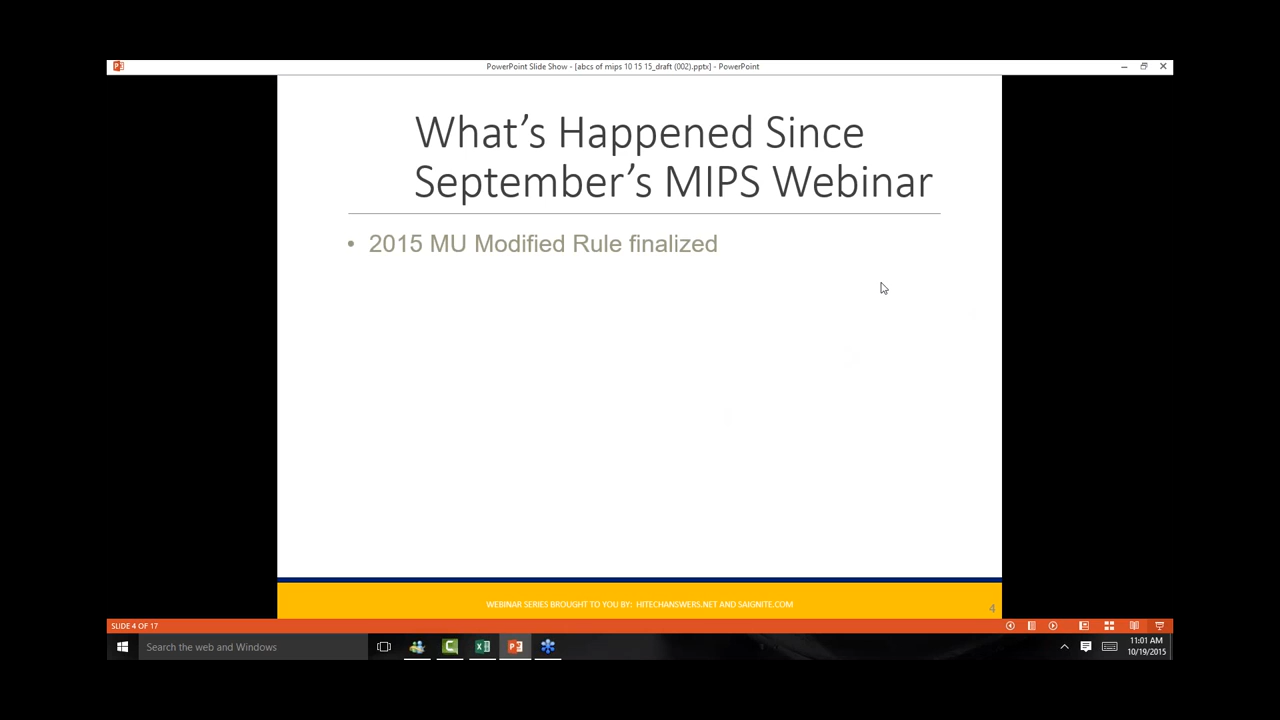 PowerPoint Slide Show - [abcs of mips 10 15 15_draft (002).pptx] - PowerPoint
What's Happened Since
September's MIPS Webinar
• 2015 MU Modified Rule finalized
WEBINAR SERIES BROUGHT TO YOU BY: HITECHANSWERS.NET AND SAIGNITE.COM
4
SLIDE 4 OF 17
Search the web and Windows
11:01 AM
10/19/2015